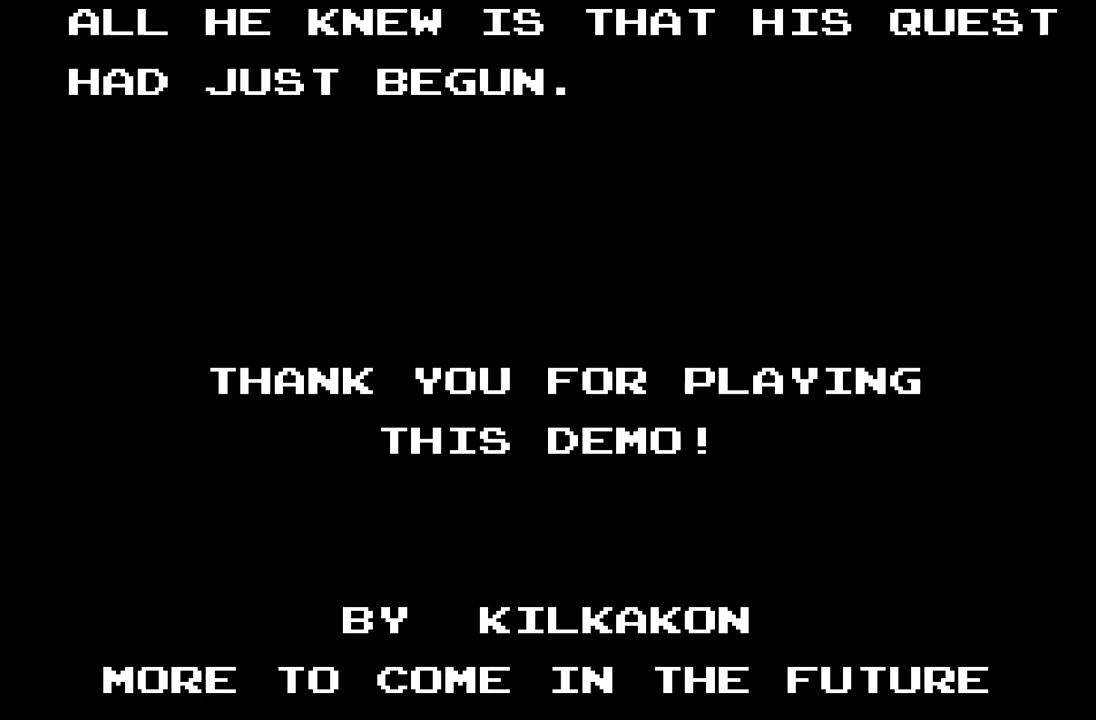 ALL HE KNEW IS THAT HIS QUEST
HAD JUST BEGUN.
THANK YOU FOR PLAYING
THIS DEMO!
BY KILKAKON
MORE TO COME IN THE FUTURE